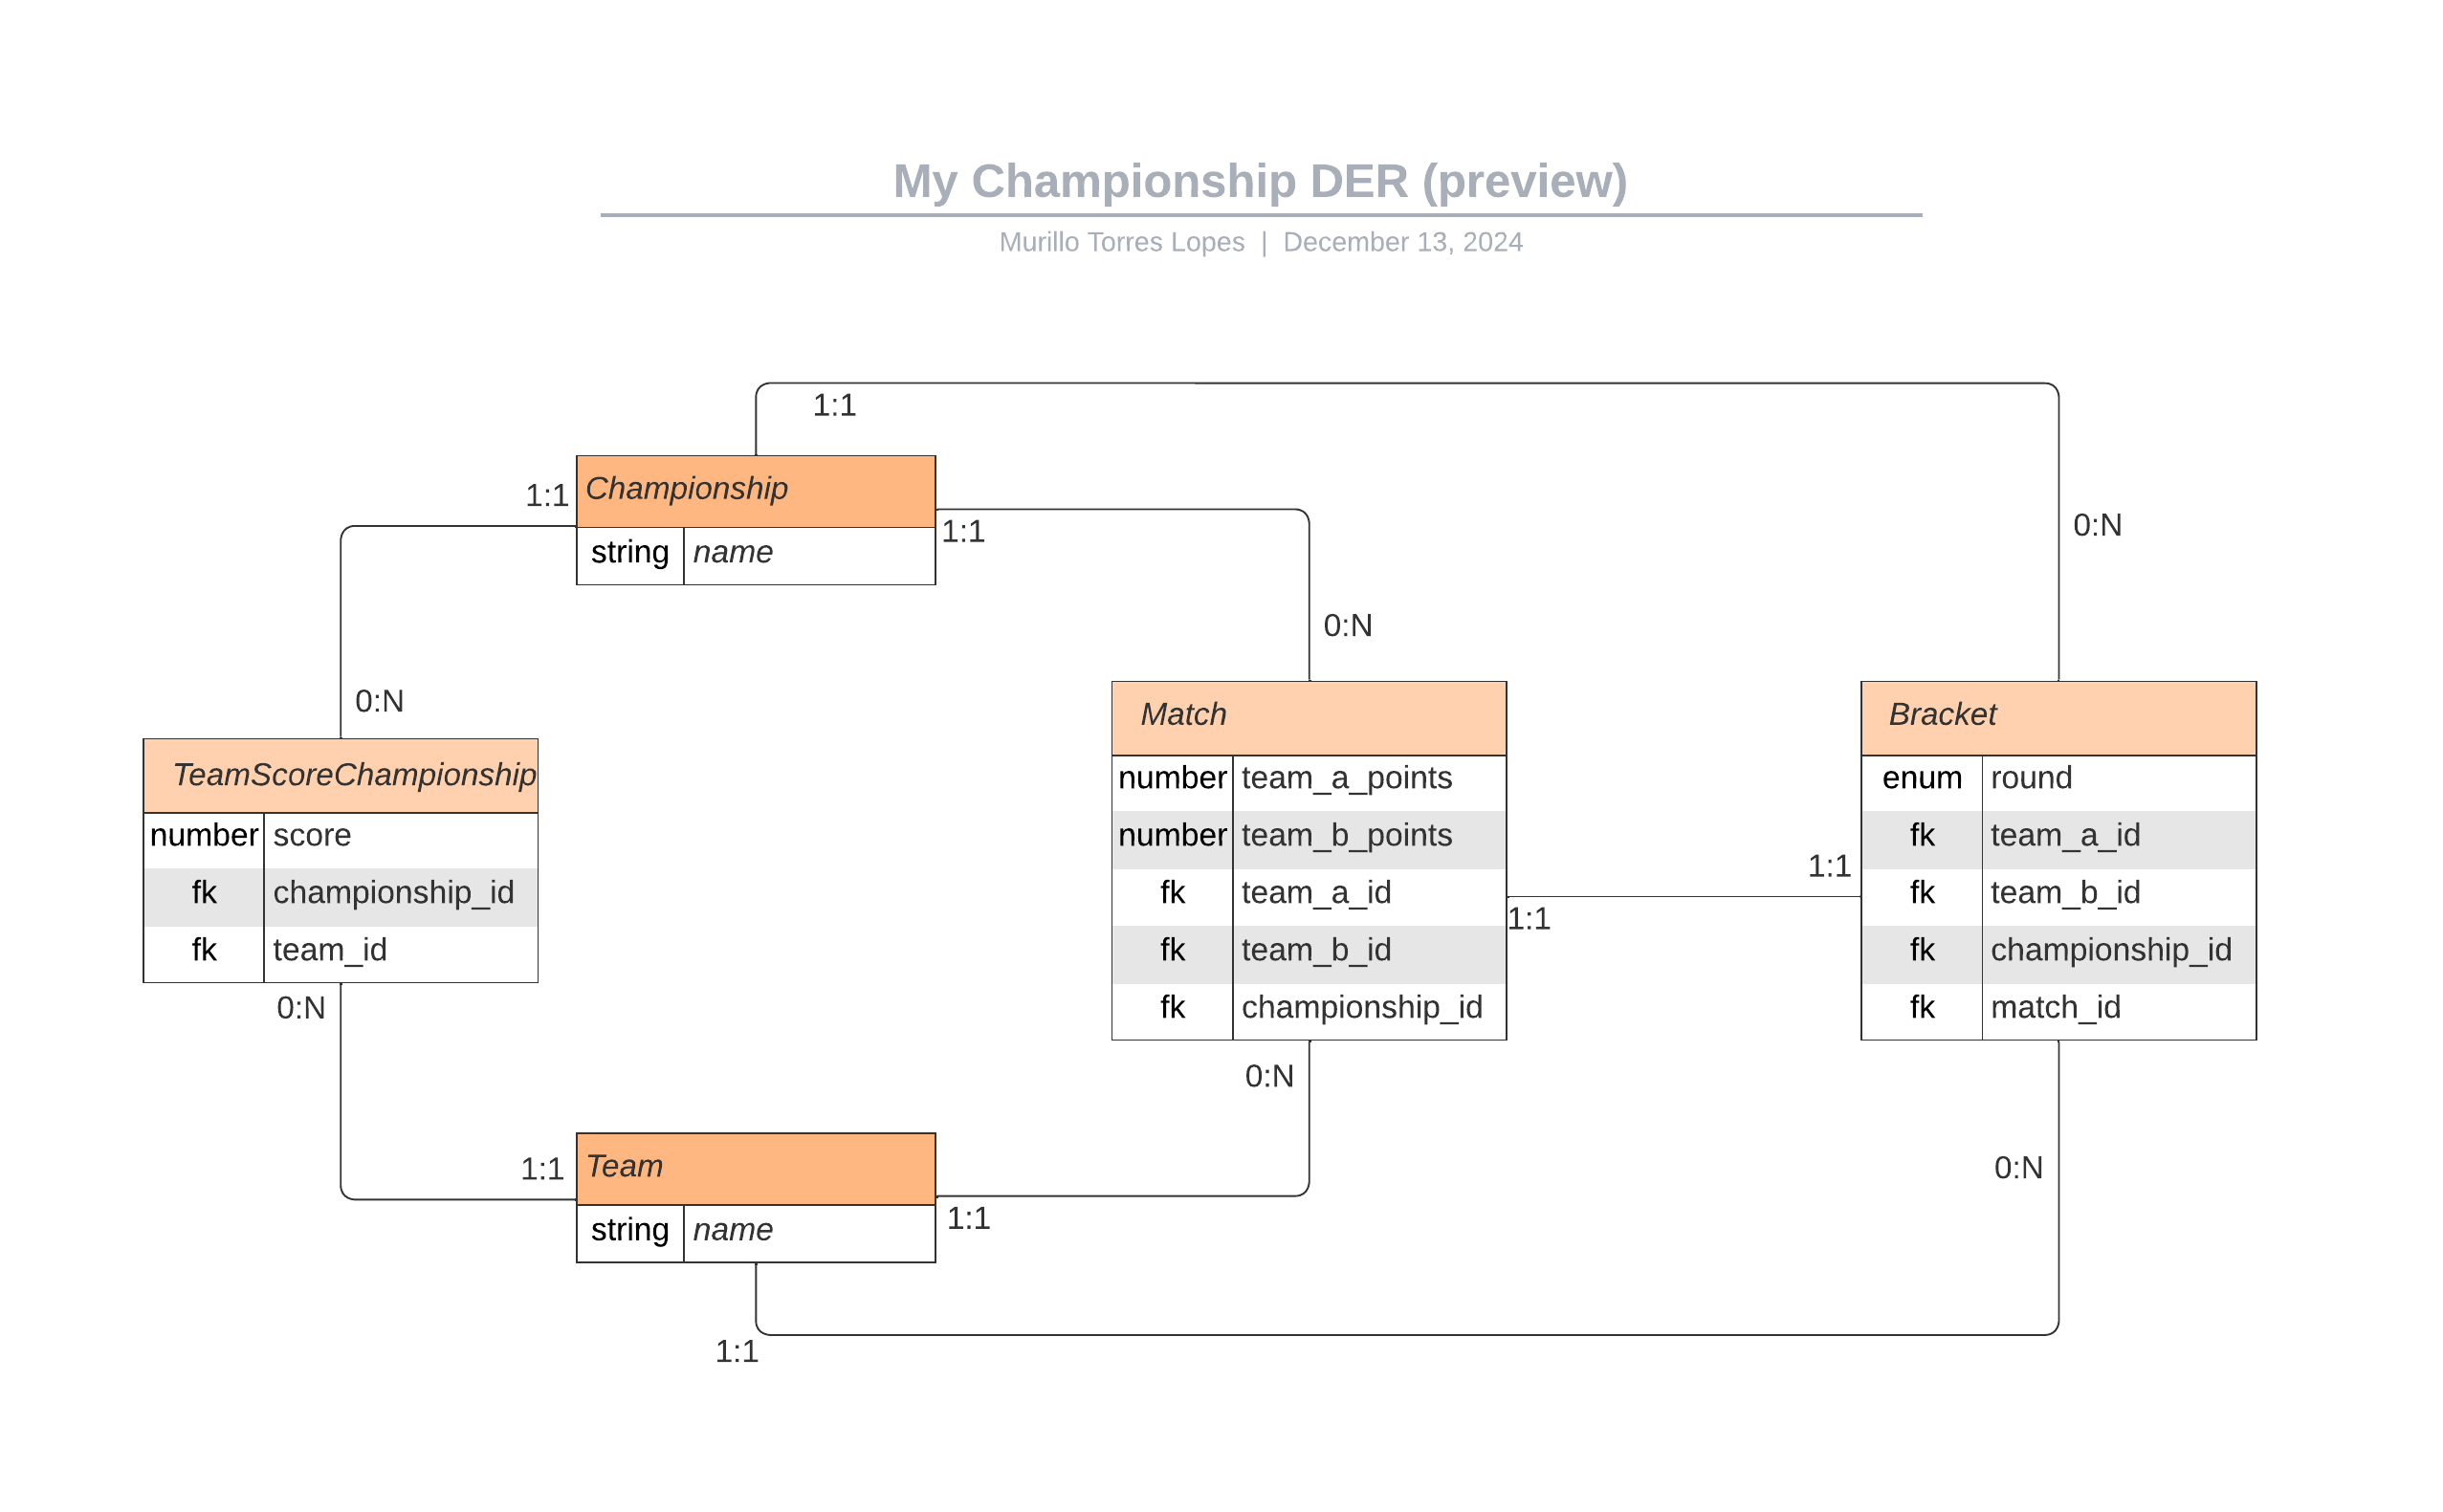 My Championship DER (preview)
Murillo Torres Lopes | December 13, 2024
1:1
1:1
Championship
string name
1:1
0:N
0:N
0:N
TeamScoreChampionship
number score
fk championship_id
fk team_id
0:N
Match
number team_a_points
number team_b_points
fk team_a_id
fk team_b_id
fk championship_id
1:1
1:1
Bracket
enum round
fk team_a_id
fk team_b_id
fk championship_id
fk match_id
0:N
0:N
1:1
Team
string name
1:1
1:1